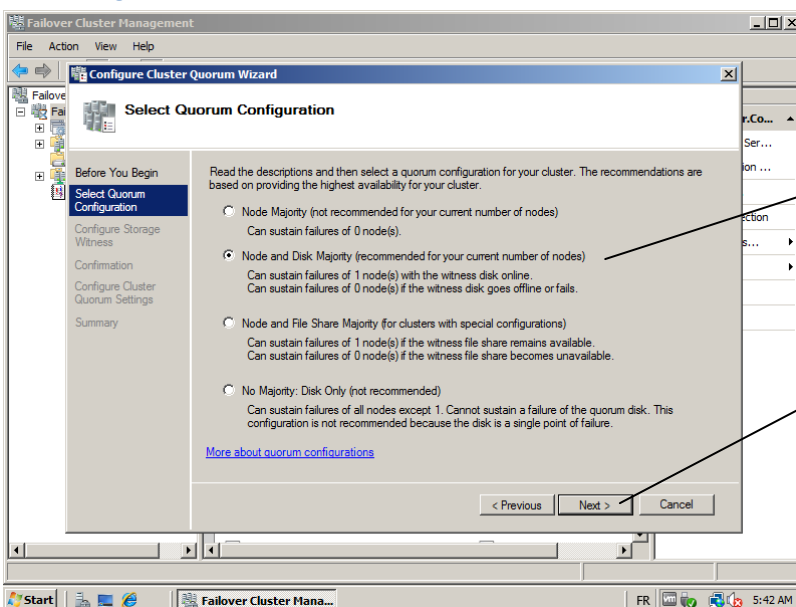 Failover Cluster Management
File Action View Help
Configure Cluster Quorum Wizard
Failove
Fai
Select Quorum Configuration
Before You Begin
Select Quorum
Configuration
Configure Storage
Witness
Confirmation
Configure Cluster
Quorum Settings
Summary
Read the descriptions and then select a quorum configuration for your cluster. The recommendations are
based on providing the highest availability for your cluster.
Node Majority (not recommended for your current number of nodes)
Can sustain failures of 0 node(s).
Node and Disk Majority (recommended for your current number of nodes)
Can sustain failures of 1 node(s) with the witness disk online.
Can sustain failures of 0 node(s) if the witness disk goes offline or fails.
Node and File Share Majority (for clusters with special configurations)
Can sustain failures of 1 node(s) if the witness file share remains available.
Can sustain failures of 0 node(s) if the witness file share becomes unavailable.
No Majority: Disk Only (not recommended)
Can sustain failures of all nodes except 1. Cannot sustain a failure of the quorum disk. This
configuration is not recommended because the disk is a single point of failure.
More about quorum configurations
< Previous Next > Cancel
r.Co...
Ser...
ion ...
ection
s...
Start Failover Cluster Mana... FR 5:42 AM